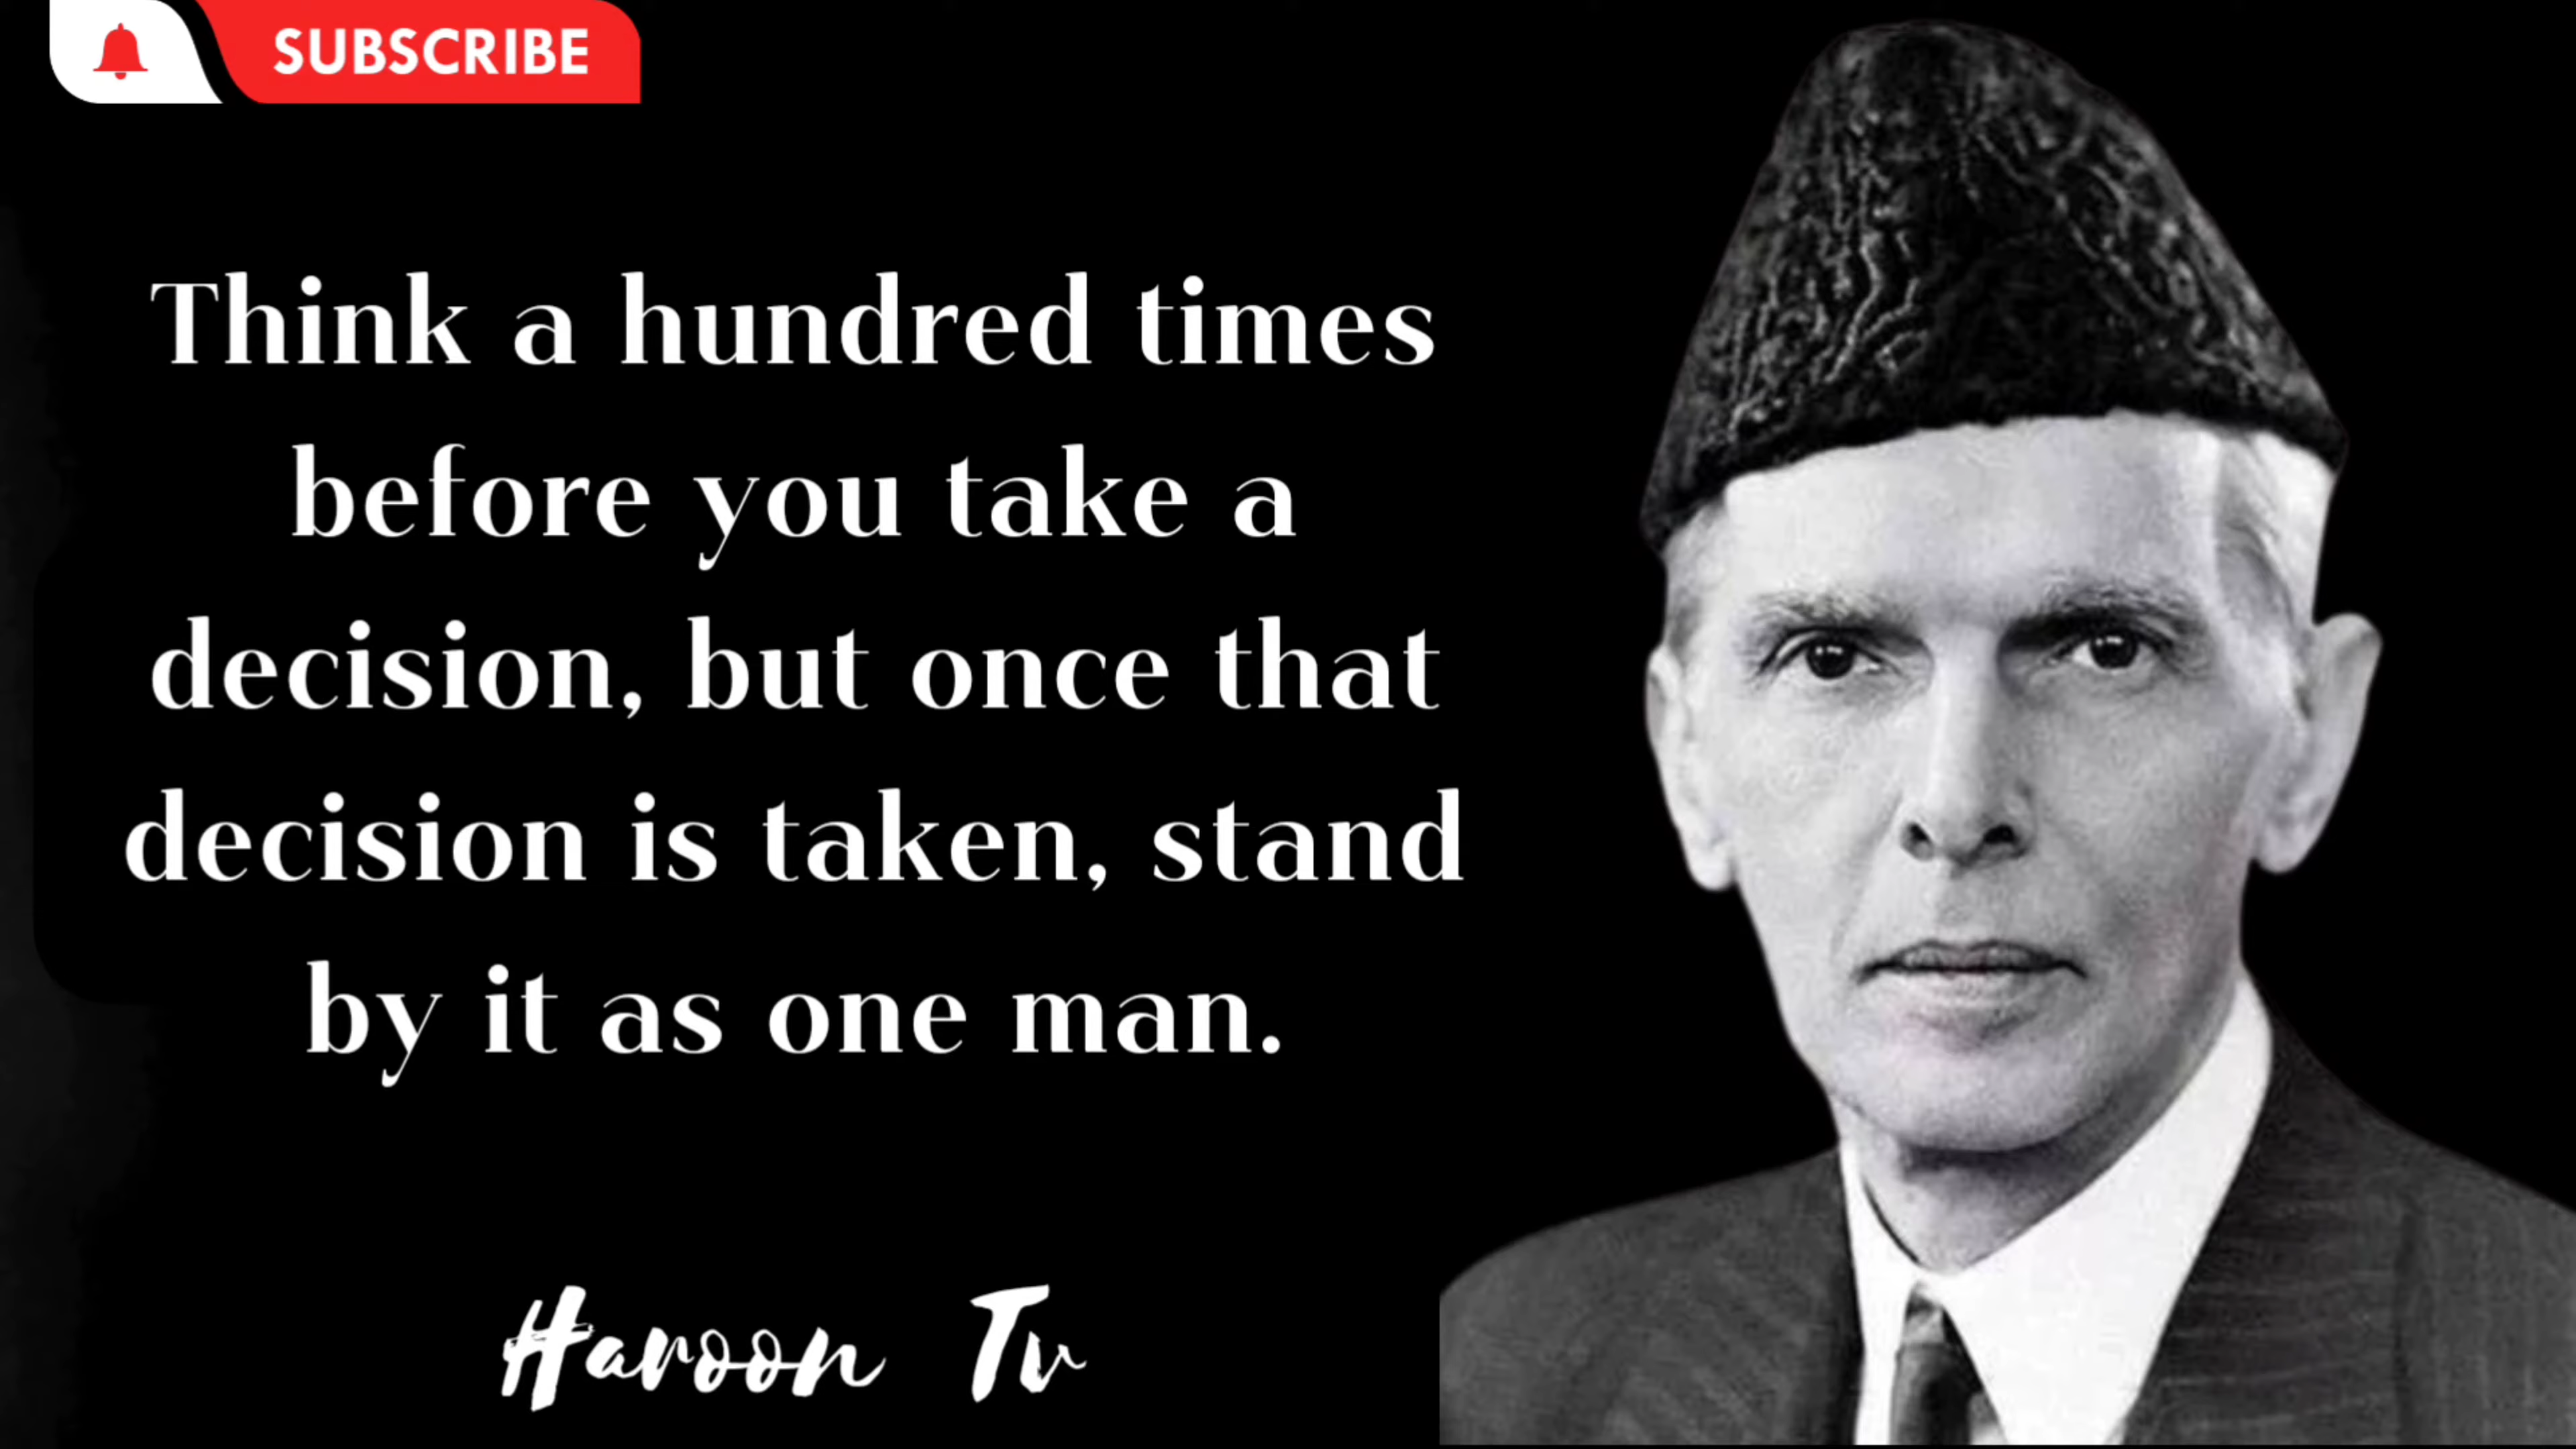 SUBSCRIBE
Think a hundred times
before you take a
decision, but once that
decision is taken, stand
by it as one man.
Haroon Tv